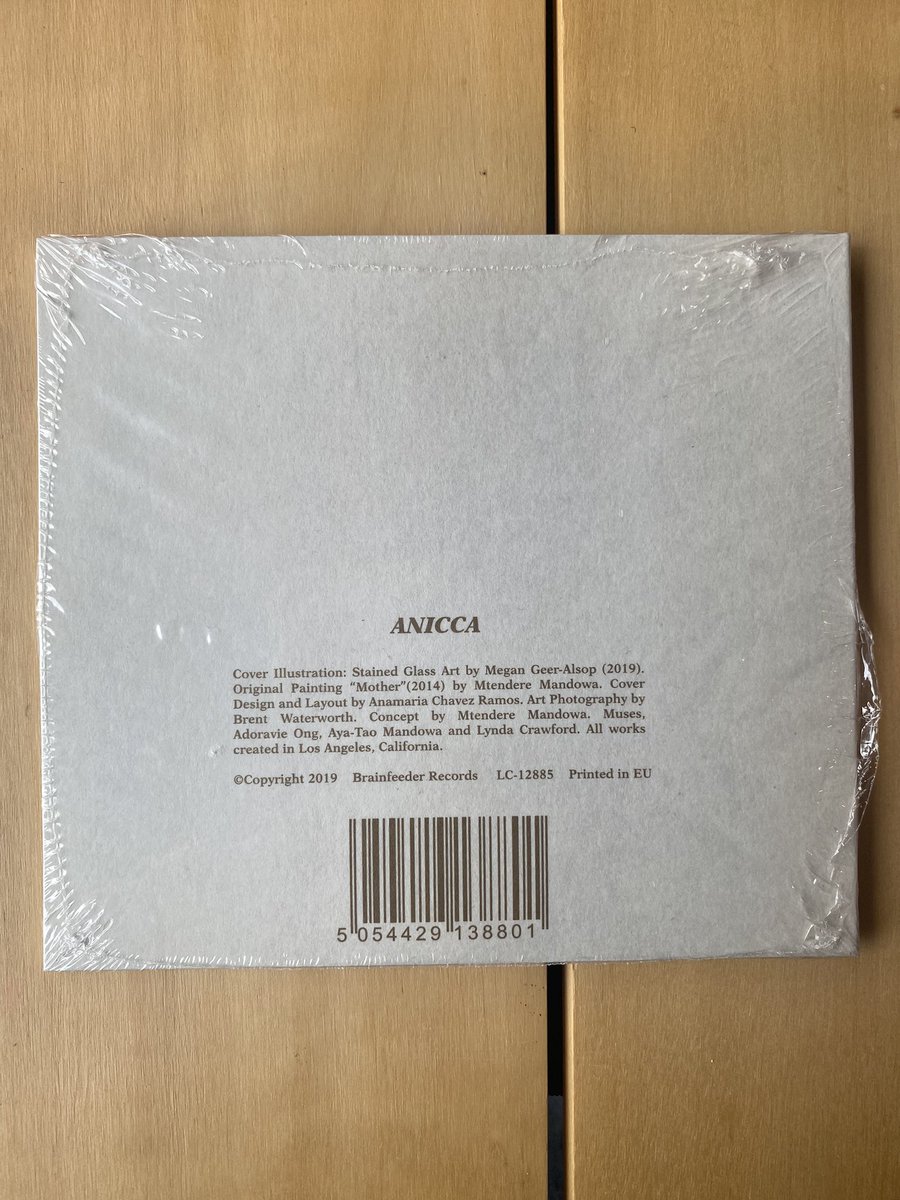 ANICCA
Cover Illustration: Stained Glass Art by Megan Geer-Alsop (2019).
Original Painting “Mother”(2014) by Mtendere Mandowa. Cover
Design and Layout by Anamaria Chavez Ramos. Art Photography by
Brent Waterworth. Concept by Mtendere Mandowa. Muses,
Adoravie Ong, Aya-Tao Mandowa and Lynda Crawford. All works
created in Los Angeles, California.
©Copyright 2019 Brainfeeder Records LC-12885 Printed in EU
5 054429 138801